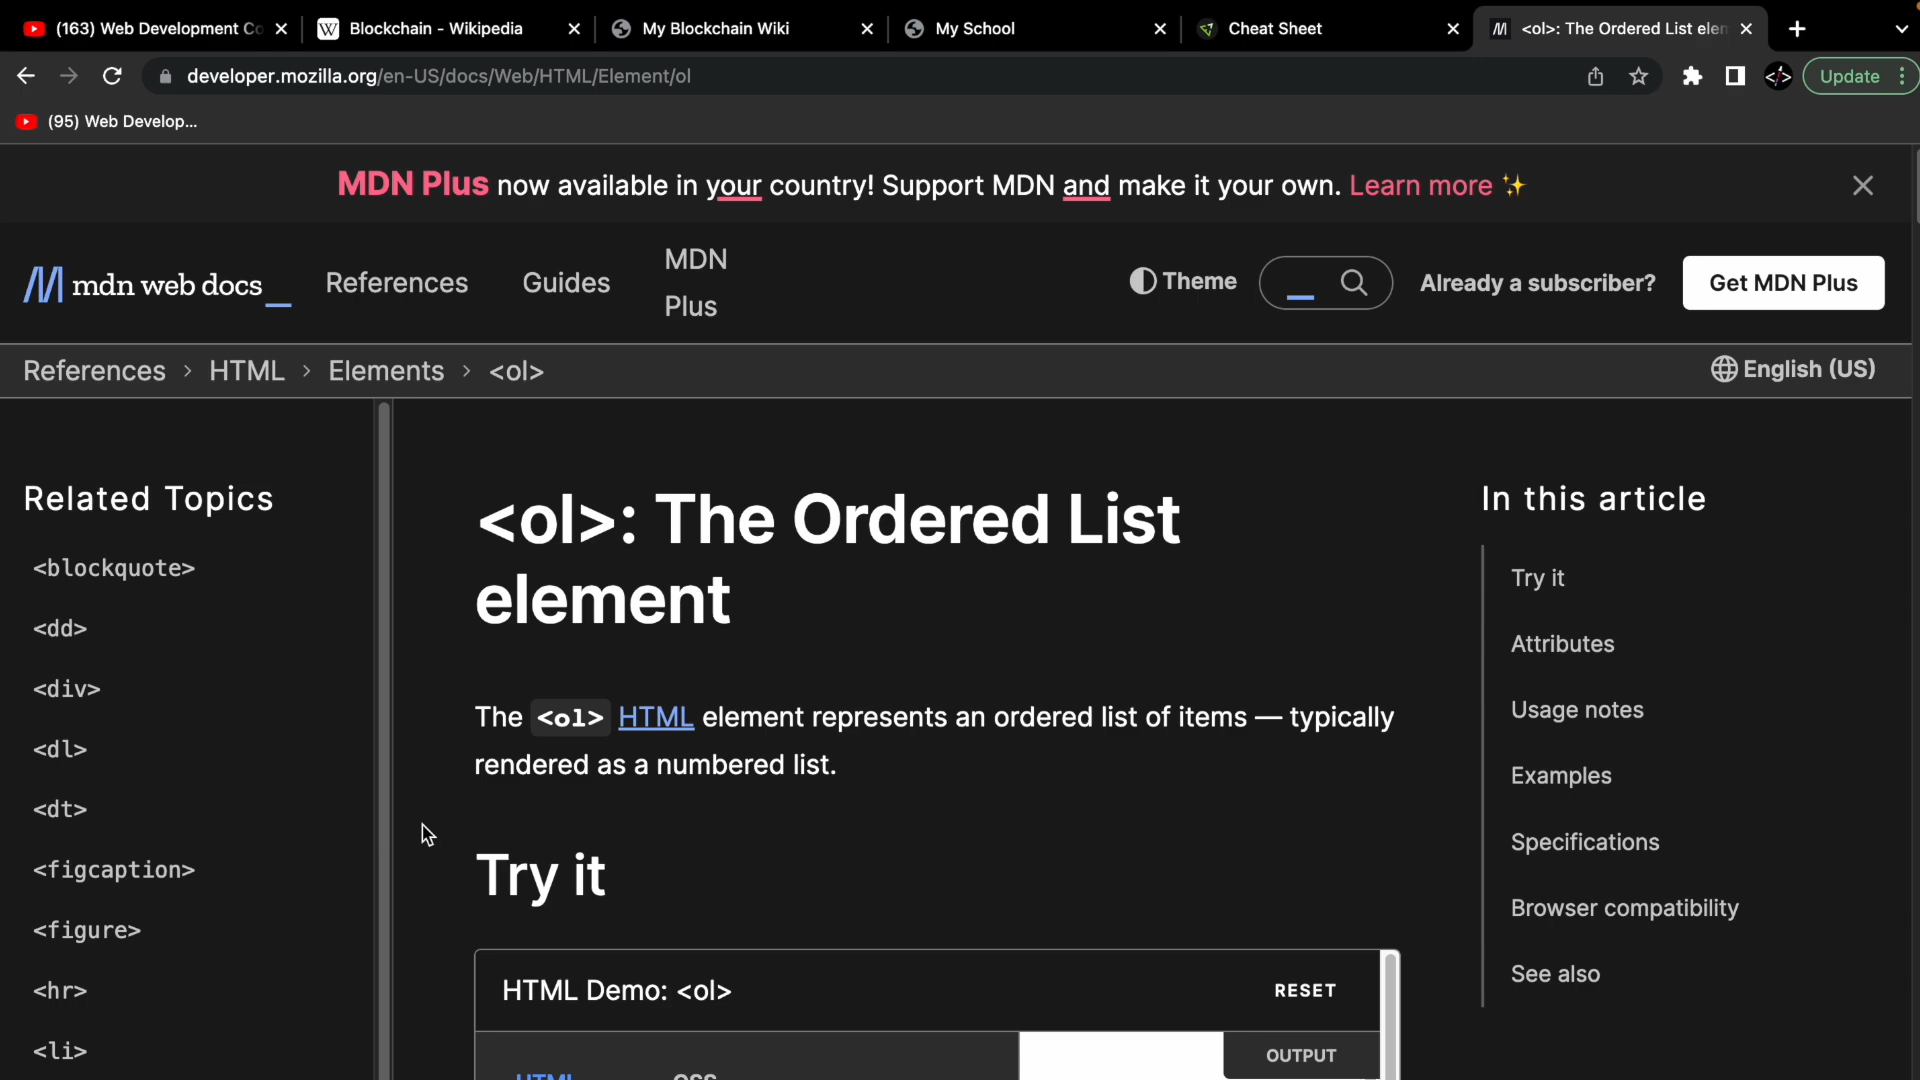 (163) Web Development Co
Blockchain - Wikipedia
My Blockchain Wiki
My School
Cheat Sheet
<ol>: The Ordered List elem
developer.mozilla.org/en-US/docs/Web/HTML/Element/ol
Update
(95) Web Develop...
MDN Plus now available in your country! Support MDN and make it your own. Learn more ✨
mdn web docs
References
Guides
MDN
Plus
Theme
Already a subscriber?
Get MDN Plus
References > HTML > Elements > <ol>
English (US)
Related Topics
<blockquote>
<dd>
<div>
<dl>
<dt>
<figcaption>
<figure>
<hr>
<li>
<ol>: The Ordered List
element
The <ol> HTML element represents an ordered list of items — typically
rendered as a numbered list.
Try it
HTML Demo: <ol>
RESET
HTML
CSS
OUTPUT
In this article
Try it
Attributes
Usage notes
Examples
Specifications
Browser compatibility
See also